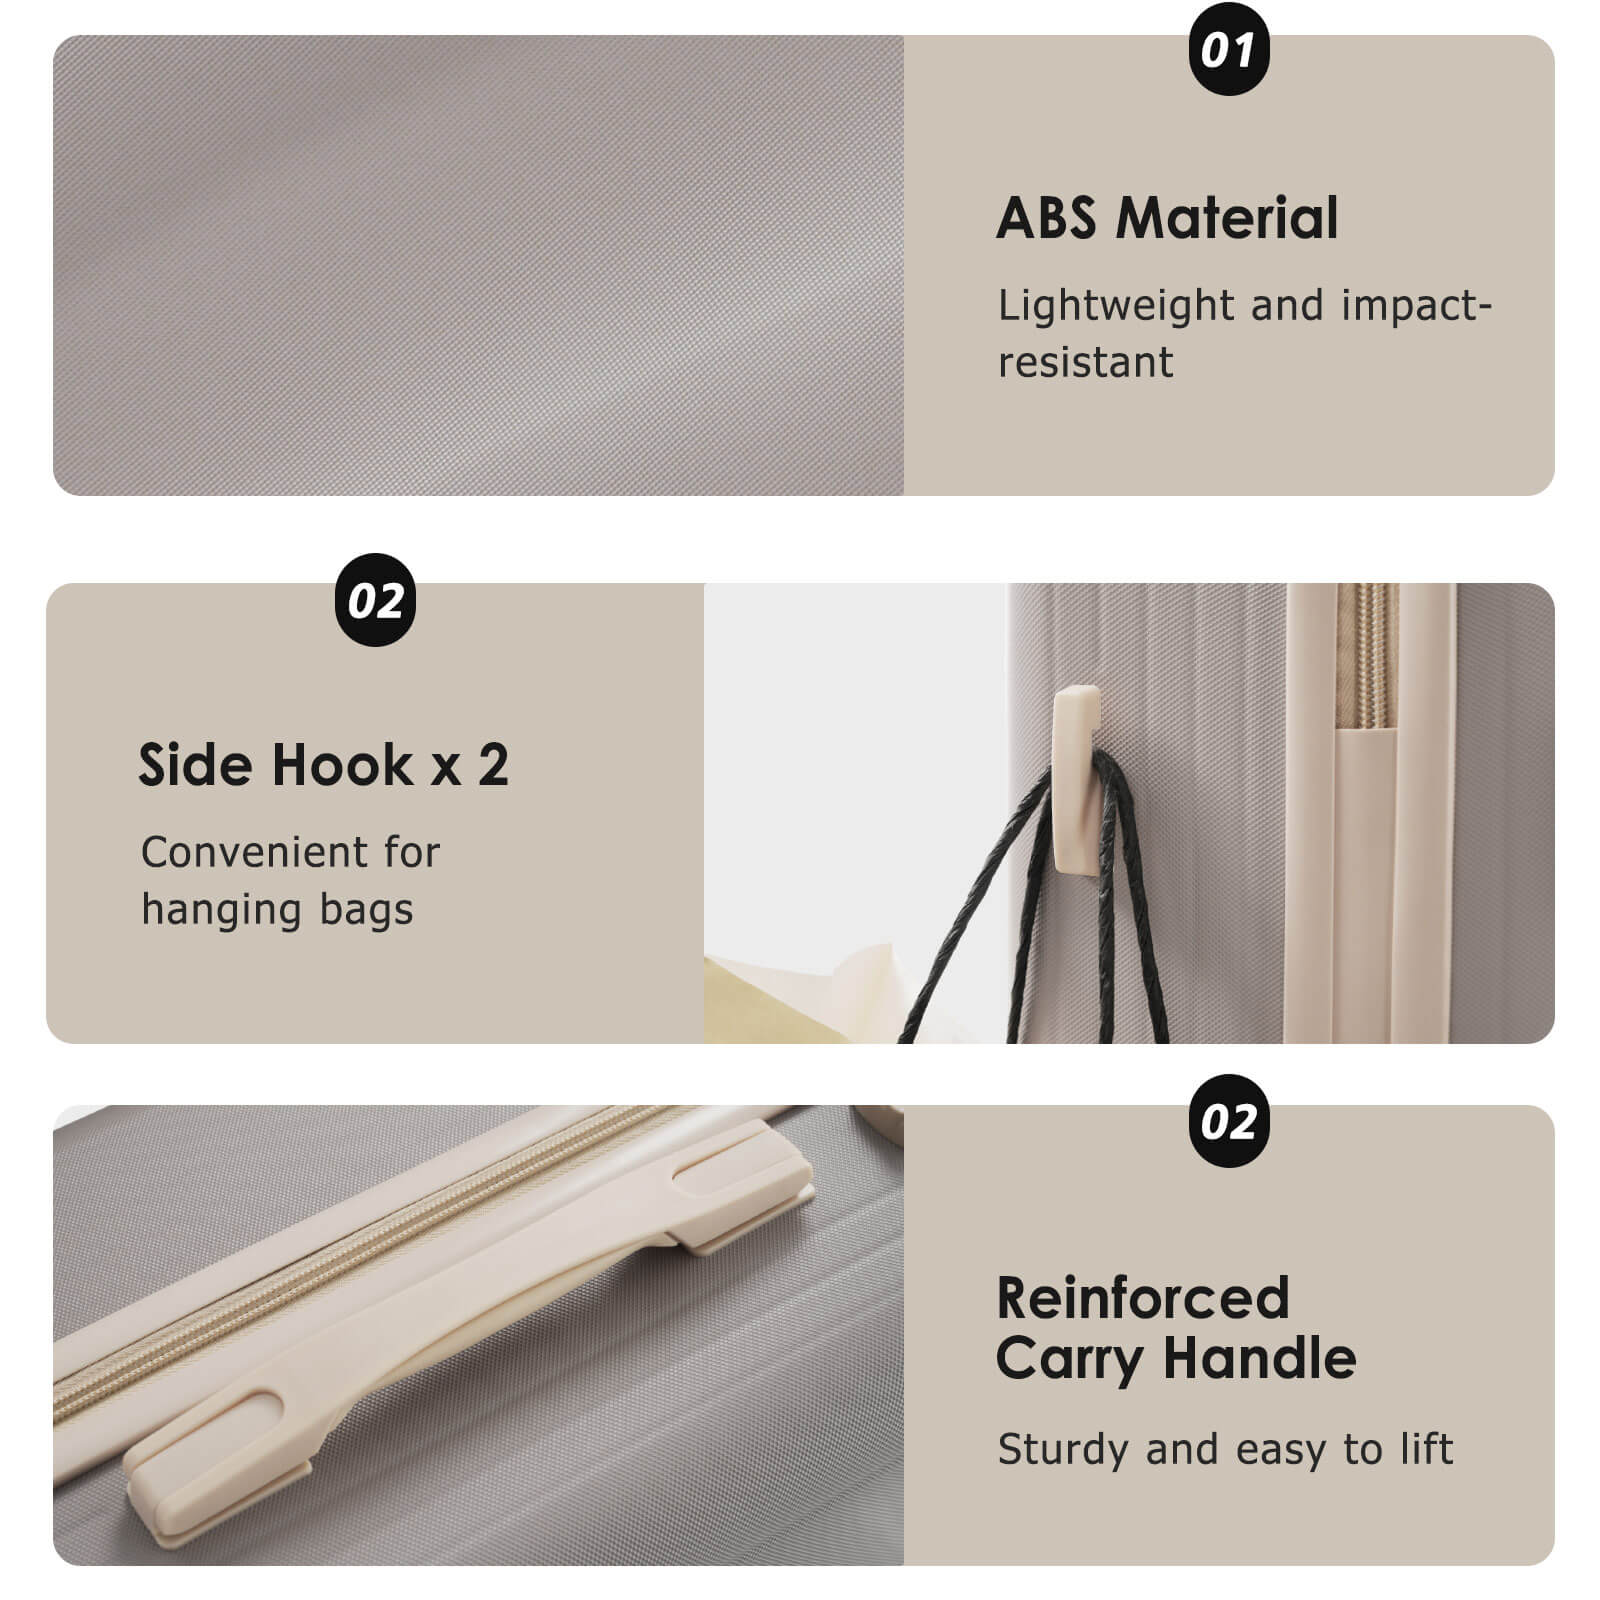 01
ABS Material
Lightweight and impact-
resistant
02
Side Hook x 2
Convenient for
hanging bags
02
Reinforced
Carry Handle
Sturdy and easy to lift